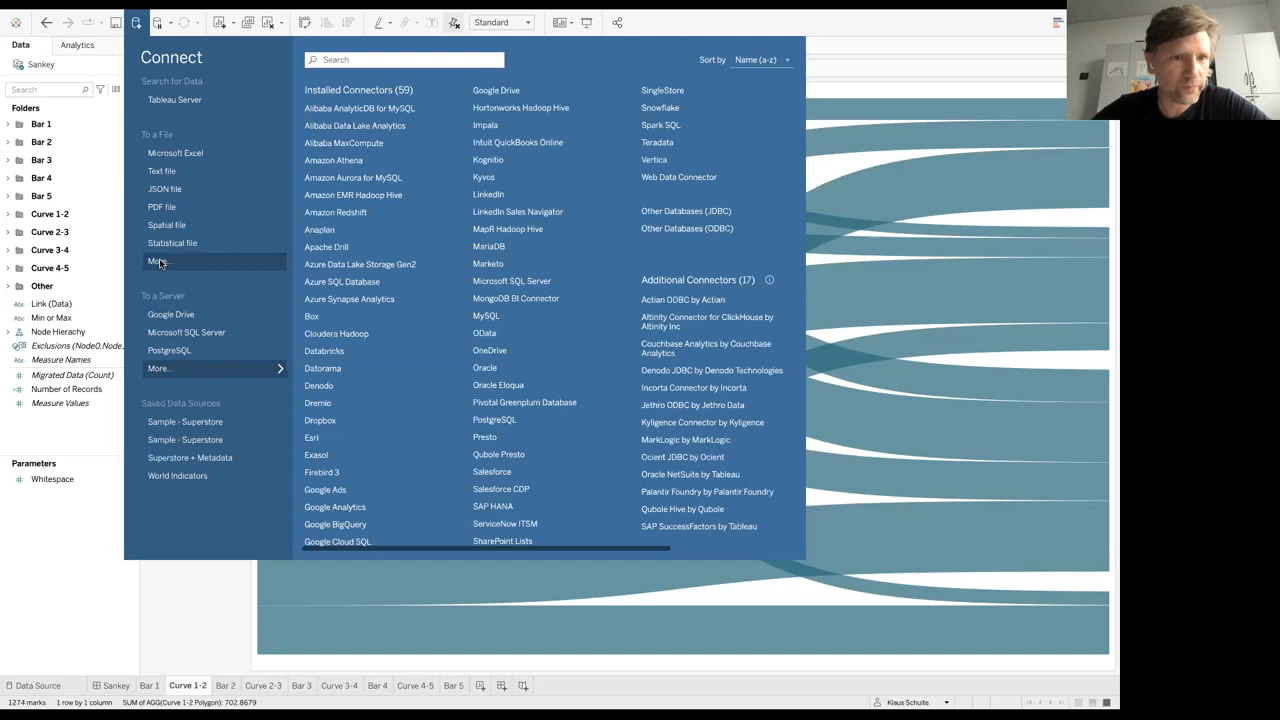 Standard
Data
Analytics
Sankey
Search
Folders
Bar 1
Bar 2
Bar 3
Bar 4
Bar 5
Curve 1-2
Curve 2-3
Curve 3-4
Curve 4-5
Other
Link (Data)
Min or Max
Node Hierachy
Exclusions (Node0.Node...
Measure Names
Migrated Data (Count)
Number of Records
Measure Values
Parameters
Whitespace
Connect
Search for Data
Tableau Server
To a File
Microsoft Excel
Text file
JSON file
PDF file
Spatial file
Statistical file
More...
To a Server
Google Drive
Microsoft SQL Server
PostgreSQL
More...
Saved Data Sources
Sample - Superstore
Sample - Superstore
Superstore + Metadata
World Indicators
Search
Sort by
Name (a-z)
Installed Connectors (59)
Alibaba AnalyticDB for MySQL
Alibaba Data Lake Analytics
Alibaba MaxCompute
Amazon Athena
Amazon Aurora for MySQL
Amazon EMR Hadoop Hive
Amazon Redshift
Anaplan
Apache Drill
Azure Data Lake Storage Gen2
Azure SQL Database
Azure Synapse Analytics
Box
Cloudera Hadoop
Databricks
Datorama
Denodo
Dremio
Dropbox
Esri
Exasol
Firebird 3
Google Ads
Google Analytics
Google BigQuery
Google Cloud SQL
Google Drive
Hortonworks Hadoop Hive
Impala
Intuit QuickBooks Online
Kognitio
Kyvos
LinkedIn
LinkedIn Sales Navigator
MapR Hadoop Hive
MariaDB
Marketo
Microsoft SQL Server
MongoDB BI Connector
MySQL
OData
OneDrive
Oracle
Oracle Eloqua
Pivotal Greenplum Database
PostgreSQL
Presto
Qubole Presto
Salesforce
Salesforce CDP
SAP HANA
ServiceNow ITSM
SharePoint Lists
SingleStore
Snowflake
Spark SQL
Teradata
Vertica
Web Data Connector
Other Databases (JDBC)
Other Databases (ODBC)
Additional Connectors (17)
Actian ODBC by Actian
Altinity Connector for ClickHouse by
Altinity Inc
Couchbase Analytics by Couchbase
Analytics
Denodo JDBC by Denodo Technologies
Incorta Connector by Incorta
Jethro ODBC by Jethro Data
Kyligence Connector by Kyligence
MarkLogic by MarkLogic
Ocient JDBC by Ocient
Oracle NetSuite by Tableau
Palantir Foundry by Palantir Foundry
Qubole Hive by Qubole
SAP SuccessFactors by Tableau
Data Source
Sankey
Bar 1
Curve 1-2
Bar 2
Curve 2-3
Bar 3
Curve 3-4
Bar 4
Curve 4-5
Bar 5
1274 marks
1 row by 1 column
SUM of AGG(Curve 1-2 Polygon): 702.8679
Klaus Schulte